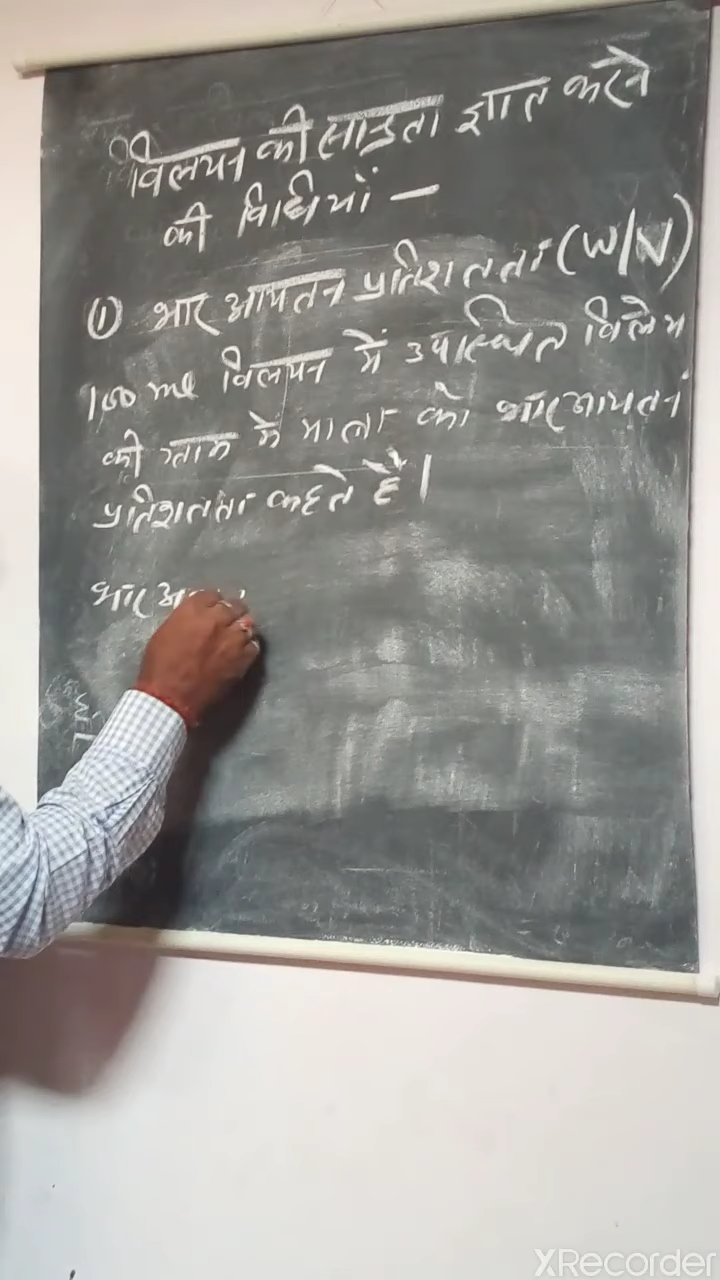 विलयन की सान्द्रता ज्ञात करने
की विधियाँ –
① भार आयतन प्रतिशतता (W/V)
100 ml विलयन में उपस्थित विलेय
की ग्राम में मात्रा को भार आयतन
प्रतिशतता कहते हैं।
भार
XRecorder